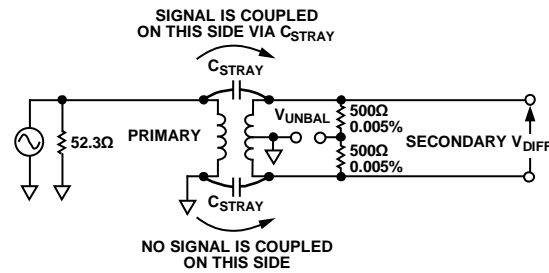 SIGNAL IS COUPLED
ON THIS SIDE VIA CSTRAY
CSTRAY
52.3Ω
PRIMARY
VUNBAL
500Ω
0.005%
500Ω
0.005%
SECONDARY VDIFF
CSTRAY
NO SIGNAL IS COUPLED
ON THIS SIDE